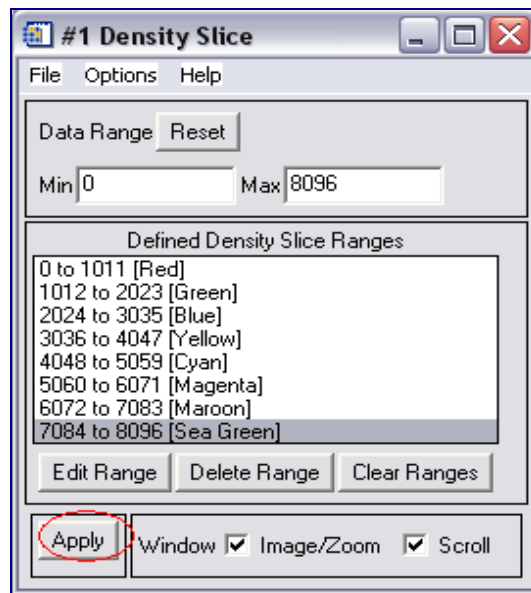 #1 Density Slice
File Options Help
Data Range Reset
Min 0 Max 8096
Defined Density Slice Ranges
0 to 1011 [Red]
1012 to 2023 [Green]
2024 to 3035 [Blue]
3036 to 4047 [Yellow]
4048 to 5059 [Cyan]
5060 to 6071 [Magenta]
6072 to 7083 [Maroon]
7084 to 8096 [Sea Green]
Edit Range Delete Range Clear Ranges
Apply Window Image/Zoom Scroll